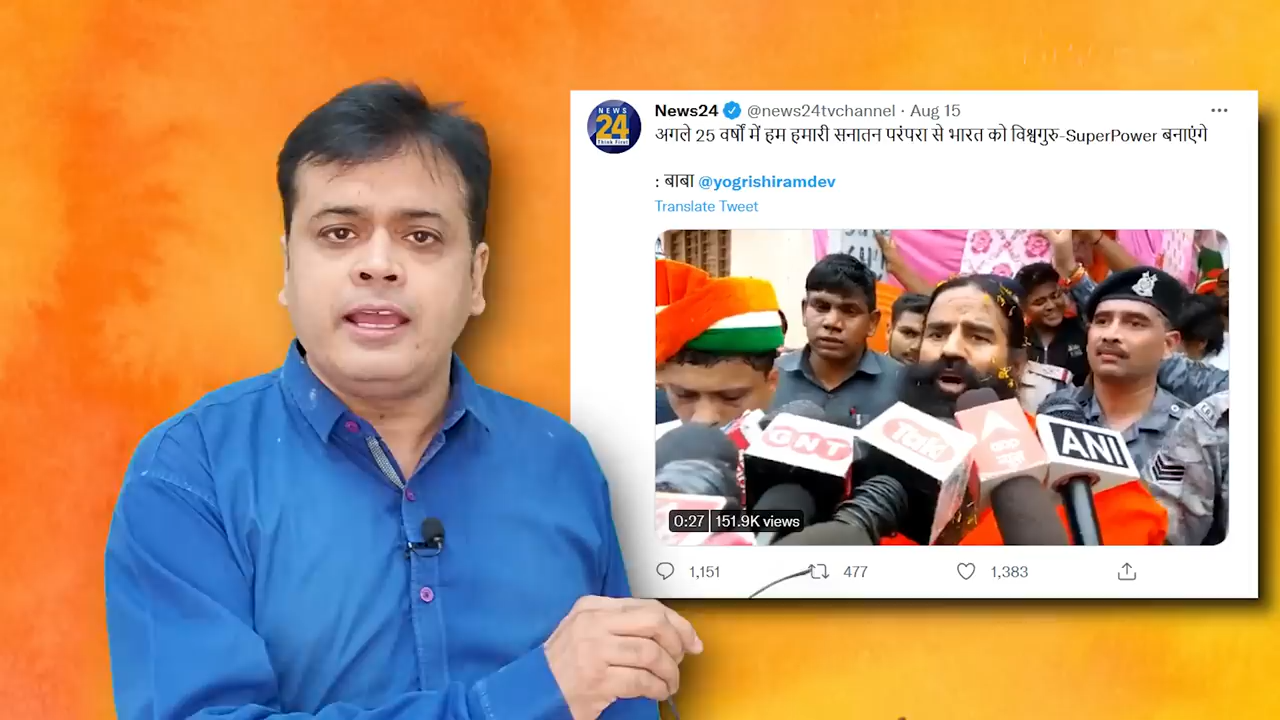 News24 @news24tvchannel · Aug 15
NEWS
24
Think First
अगले 25 वर्षों में हम हमारी सनातन परंपरा से भारत को विश्वगुरु-SuperPower बनाएंगे
: बाबा @yogrishiramdev
Translate Tweet
GNT
Tak
ANI
0:27 151.9K views
1,151 477 1,383